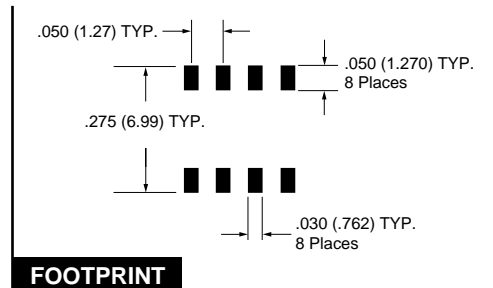 .050 (1.27) TYP.
.050 (1.270) TYP.
8 Places
.275 (6.99) TYP.
.030 (.762) TYP.
8 Places
FOOTPRINT